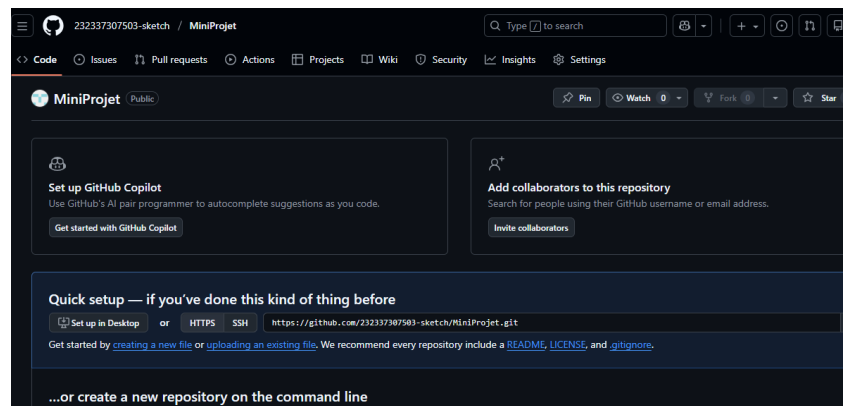 232337307503-sketch / MiniProjet
Type / to search
Code Issues Pull requests Actions Projects Wiki Security Insights Settings
MiniProjet Public
Pin Watch 0 Fork 0 Star
Set up GitHub Copilot
Use GitHub's AI pair programmer to autocomplete suggestions as you code.
Get started with GitHub Copilot
Add collaborators to this repository
Search for people using their GitHub username or email address.
Invite collaborators
Quick setup — if you've done this kind of thing before
Set up in Desktop or HTTPS SSH https://github.com/232337307503-sketch/MiniProjet.git
Get started by creating a new file or uploading an existing file. We recommend every repository include a README, LICENSE, and .gitignore.
...or create a new repository on the command line